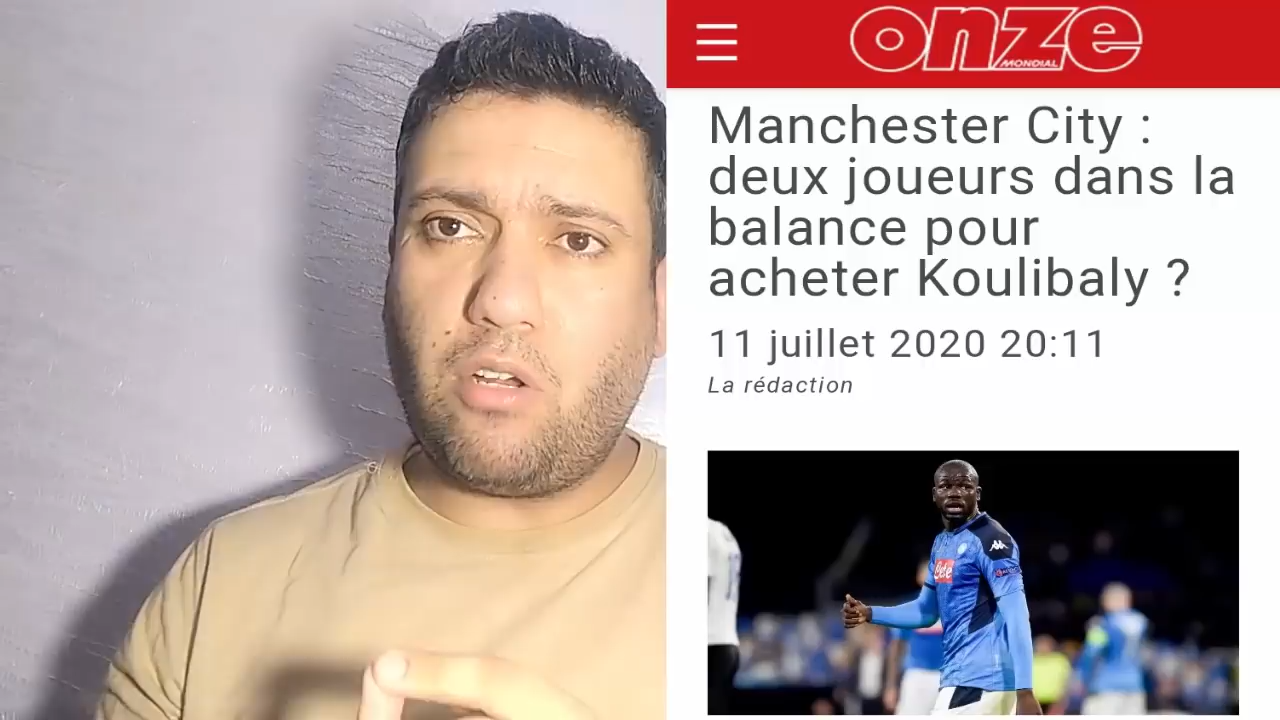 onze
MONDIAL
Manchester City :
deux joueurs dans la
balance pour
acheter Koulibaly ?
11 juillet 2020 20:11
La rédaction
Lete